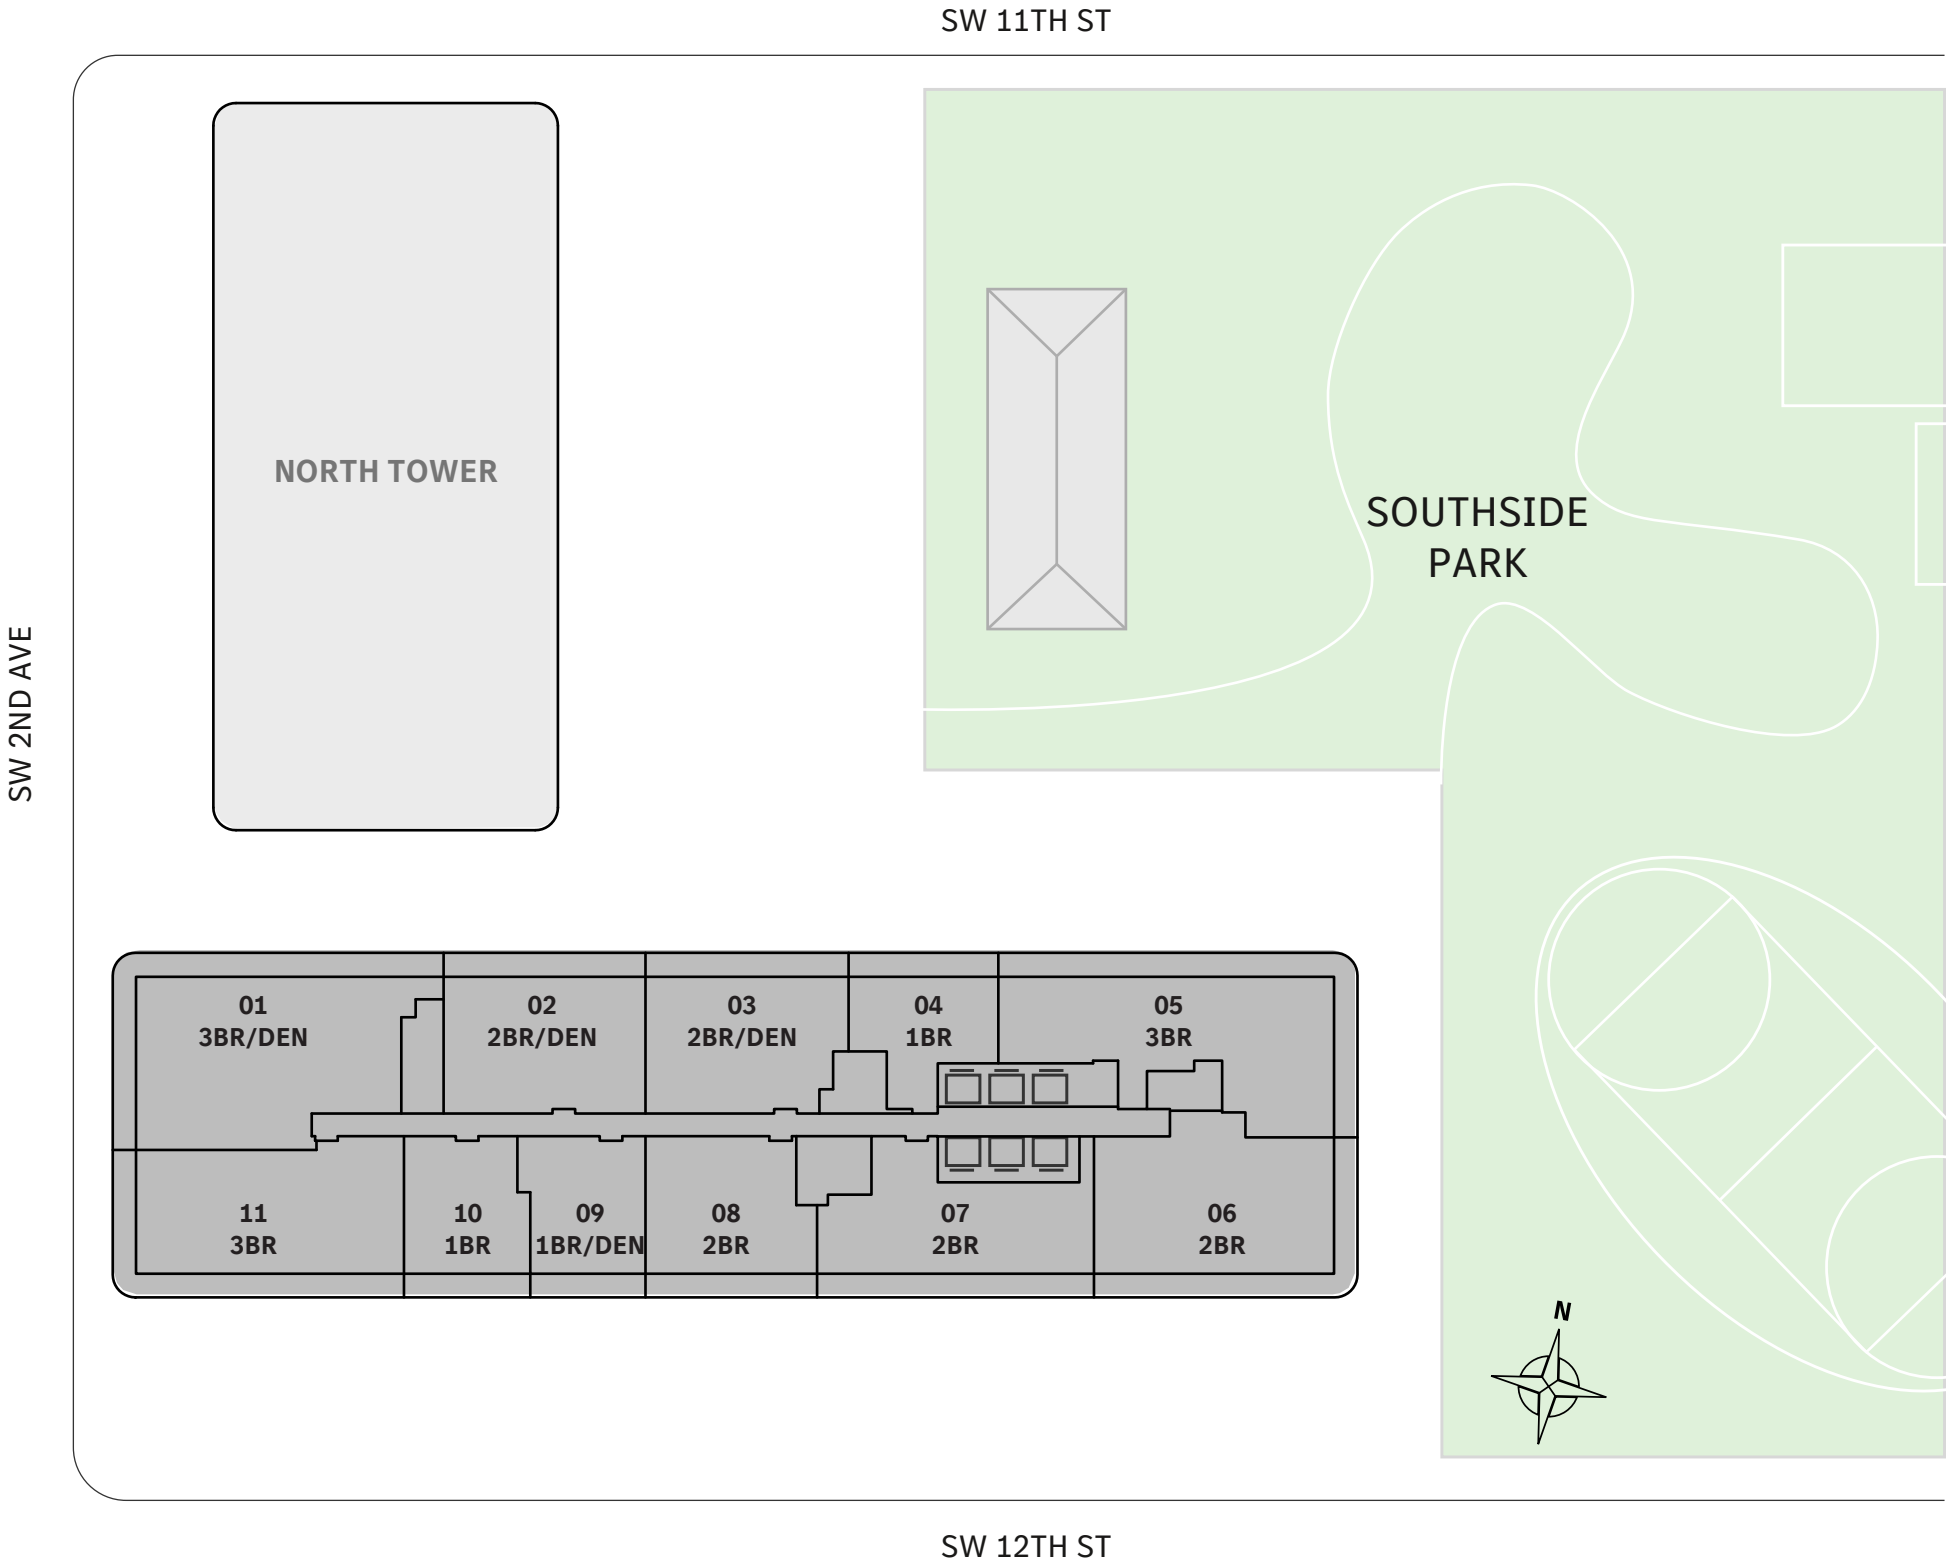 SW 11TH ST
NORTH TOWER
SOUTHSIDE
PARK
SW 2ND AVE
01
3BR/DEN
02
2BR/DEN
03
2BR/DEN
04
1BR
05
3BR
11
3BR
10
1BR
09
1BR/DEN
08
2BR
07
2BR
06
2BR
N
SW 12TH ST